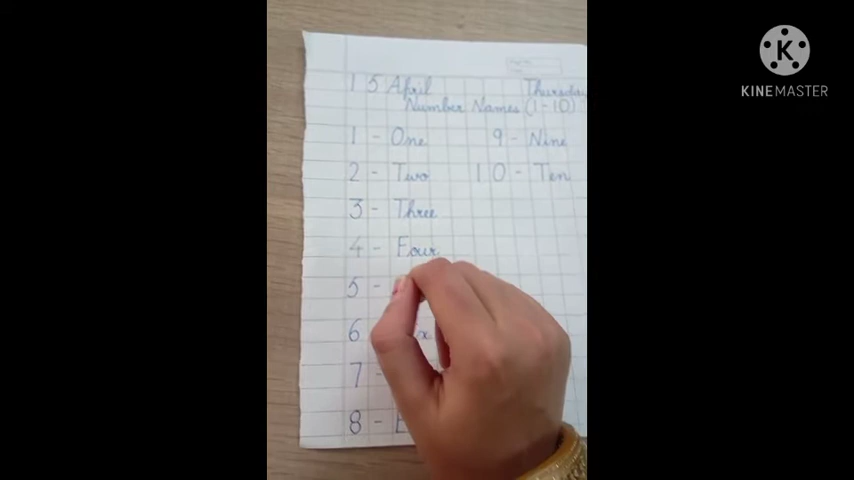 15 April Thursday
Number Names (1-10)
1 - One 9 - Nine
2 - Two 10 - Ten
3 - Three
4 - Four
5 -
6
7 -
8 -
K
KINEMASTER